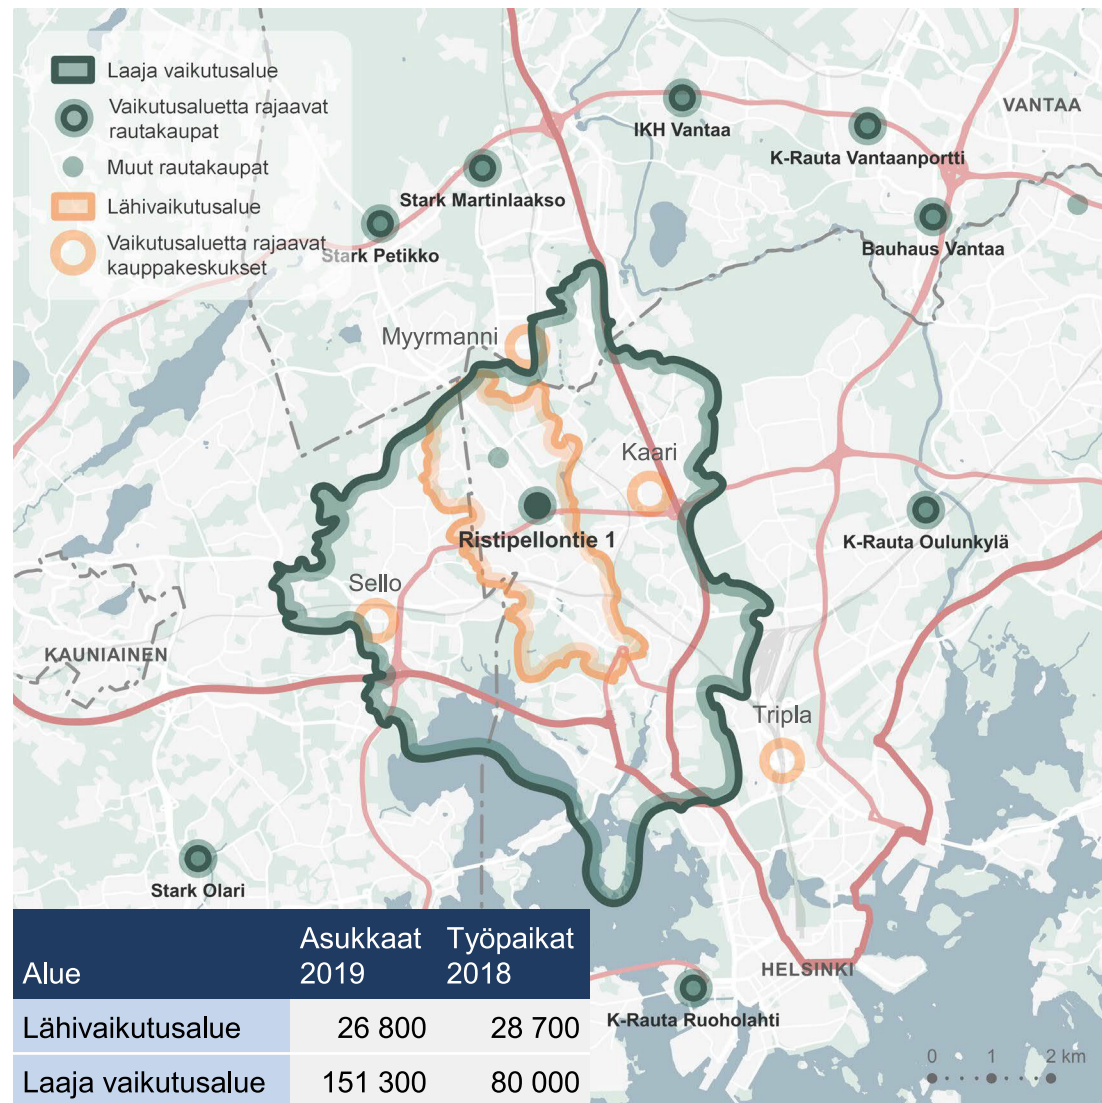 Laaja vaikutusalue
Vaikutusaluetta rajaavat
rautakaupat
Muut rautakaupat
Lähivaikutusalue
Vaikutusaluetta rajaavat
kauppakeskukset
VANTAA
IKH Vantaa
K-Rauta Vantaanportti
Stark Martinlaakso
Stark Petikko
Bauhaus Vantaa
Myyrmanni
Kaari
Ristipellontie 1
K-Rauta Oulunkylä
Sello
KAUNIAINEN
Tripla
Stark Olari
HELSINKI
K-Rauta Ruoholahti
0 1 2 km
Alue Asukkaat 2019 Työpaikat 2018
Lähivaikutusalue 26 800 28 700
Laaja vaikutusalue 151 300 80 000